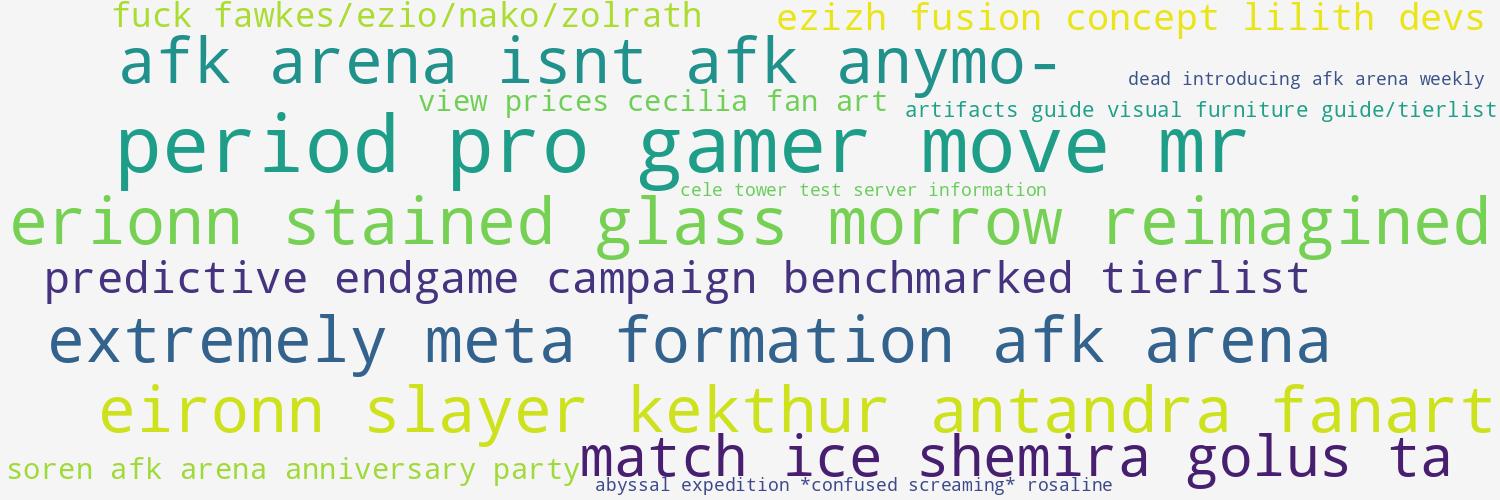 fuck fawkes/ezio/nako/zolrath
ezizh fusion concept lilith devs
afk arena isnt afk anymo-
dead introducing afk arena weekly
view prices cecilia fan art
artifacts guide visual furniture guide/tierlist
period pro gamer move mr
cele tower test server information
erionn stained glass morrow reimagined
predictive endgame campaign benchmarked tierlist
extremely meta formation afk arena
eironn slayer kekthur antandra fanart
match ice shemira golus ta
soren afk arena anniversary party
abyssal expedition *confused screaming* rosaline